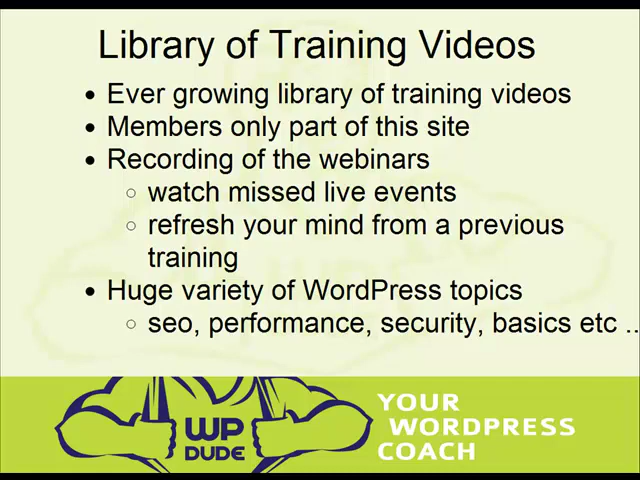 Library of Training Videos
• Ever growing library of training videos
• Members only part of this site
• Recording of the webinars
○ watch missed live events
○ refresh your mind from a previous
training
• Huge variety of WordPress topics
○ seo, performance, security, basics etc ..
WP
DUDE
YOUR
WORDPRESS
COACH